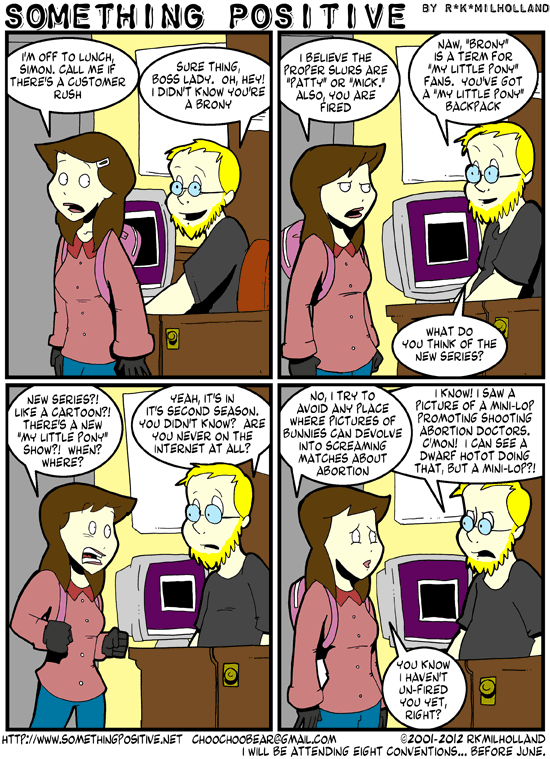 SOMETHING POSITIVE BY R*K*MILHOLLAND
I'M OFF TO LUNCH,
SIMON. CALL ME IF
THERE'S A CUSTOMER
RUSH
SURE THING,
BOSS LADY. OH, HEY!
I DIDN'T KNOW YOU'RE
A BRONY
I BELIEVE THE
PROPER SLURS ARE
"PATTY" OR "MICK."
ALSO, YOU ARE
FIRED
NAW, "BRONY"
IS A TERM FOR
"MY LITTLE PONY"
FANS. YOU'VE GOT
A "MY LITTLE PONY"
BACKPACK
WHAT DO
YOU THINK OF THE
NEW SERIES?
NEW SERIES?!
LIKE A CARTOON?!
THERE'S A NEW
"MY LITTLE PONY"
SHOW?! WHEN?
WHERE?
YEAH, IT'S IN
IT'S SECOND SEASON.
YOU DIDN'T KNOW? ARE
YOU NEVER ON THE
INTERNET AT ALL?
NO, I TRY TO
AVOID ANY PLACE
WHERE PICTURES OF
BUNNIES CAN DEVOLVE
INTO SCREAMING
MATCHES ABOUT
ABORTION
I KNOW! I SAW A
PICTURE OF A MINI-LOP
PROMOTING SHOOTING
ABORTION DOCTORS.
C'MON! I CAN SEE A
DWARF HOTOT DOING
THAT, BUT A MINI-LOP?!
YOU KNOW
I HAVEN'T
UN-FIRED
YOU YET,
RIGHT?
HTTP://WWW.SOMETHINGPOSITIVE.NET CHOOCHOOBEAR@GMAIL.COM ©2001-2012 RKMILHOLLAND
I WILL BE ATTENDING EIGHT CONVENTIONS... BEFORE JUNE.